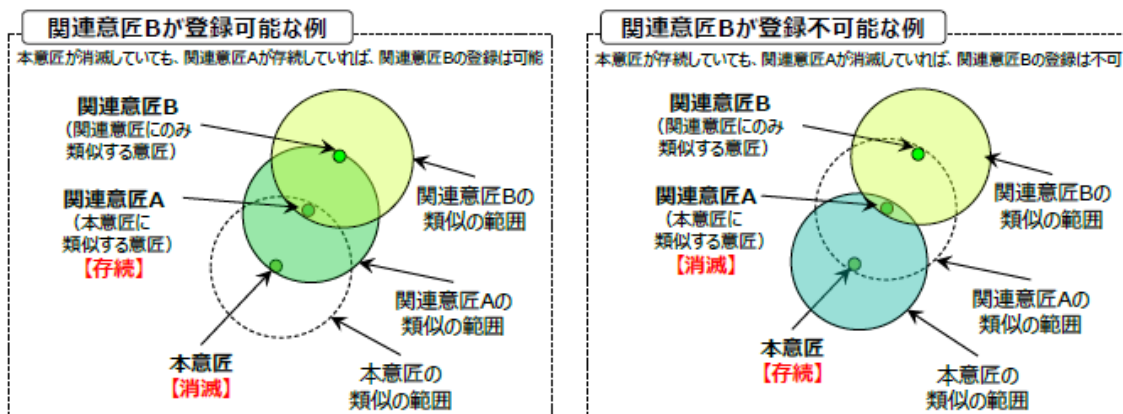 関連意匠Bが登録可能な例
本意匠が消滅していても、関連意匠Aが存続していれば、関連意匠Bの登録は可能
関連意匠B
（関連意匠にのみ
類似する意匠）
関連意匠A
（本意匠に
類似する意匠）
【存続】
本意匠
【消滅】
関連意匠Bの
類似の範囲
関連意匠Aの
類似の範囲
本意匠の
類似の範囲
関連意匠Bが登録不可能な例
本意匠が存続していても、関連意匠Aが消滅していれば、関連意匠Bの登録は不可
関連意匠B
（関連意匠にのみ
類似する意匠）
関連意匠A
（本意匠に
類似する意匠）
【消滅】
本意匠
【存続】
関連意匠Bの
類似の範囲
関連意匠Aの
類似の範囲
本意匠の
類似の範囲